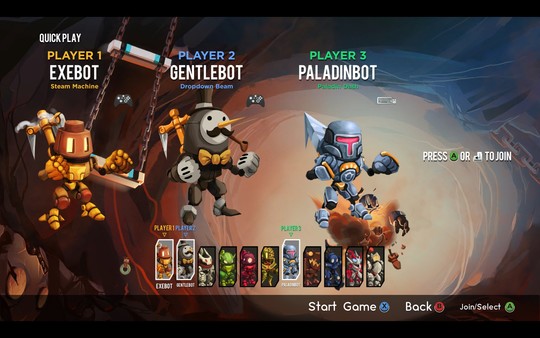 QUICK PLAY
PLAYER 1
EXEBOT
Steam Machine
PLAYER 2
GENTLEBOT
Dropdown Beam
PLAYER 3
PALADINBOT
PRESS A OR TO JOIN
PLAYER 1
PLAYER 2
PLAYER 3
EXEBOT
GENTLEBOT
PALADINBOT
Start Game X
Back B
Join/Select A